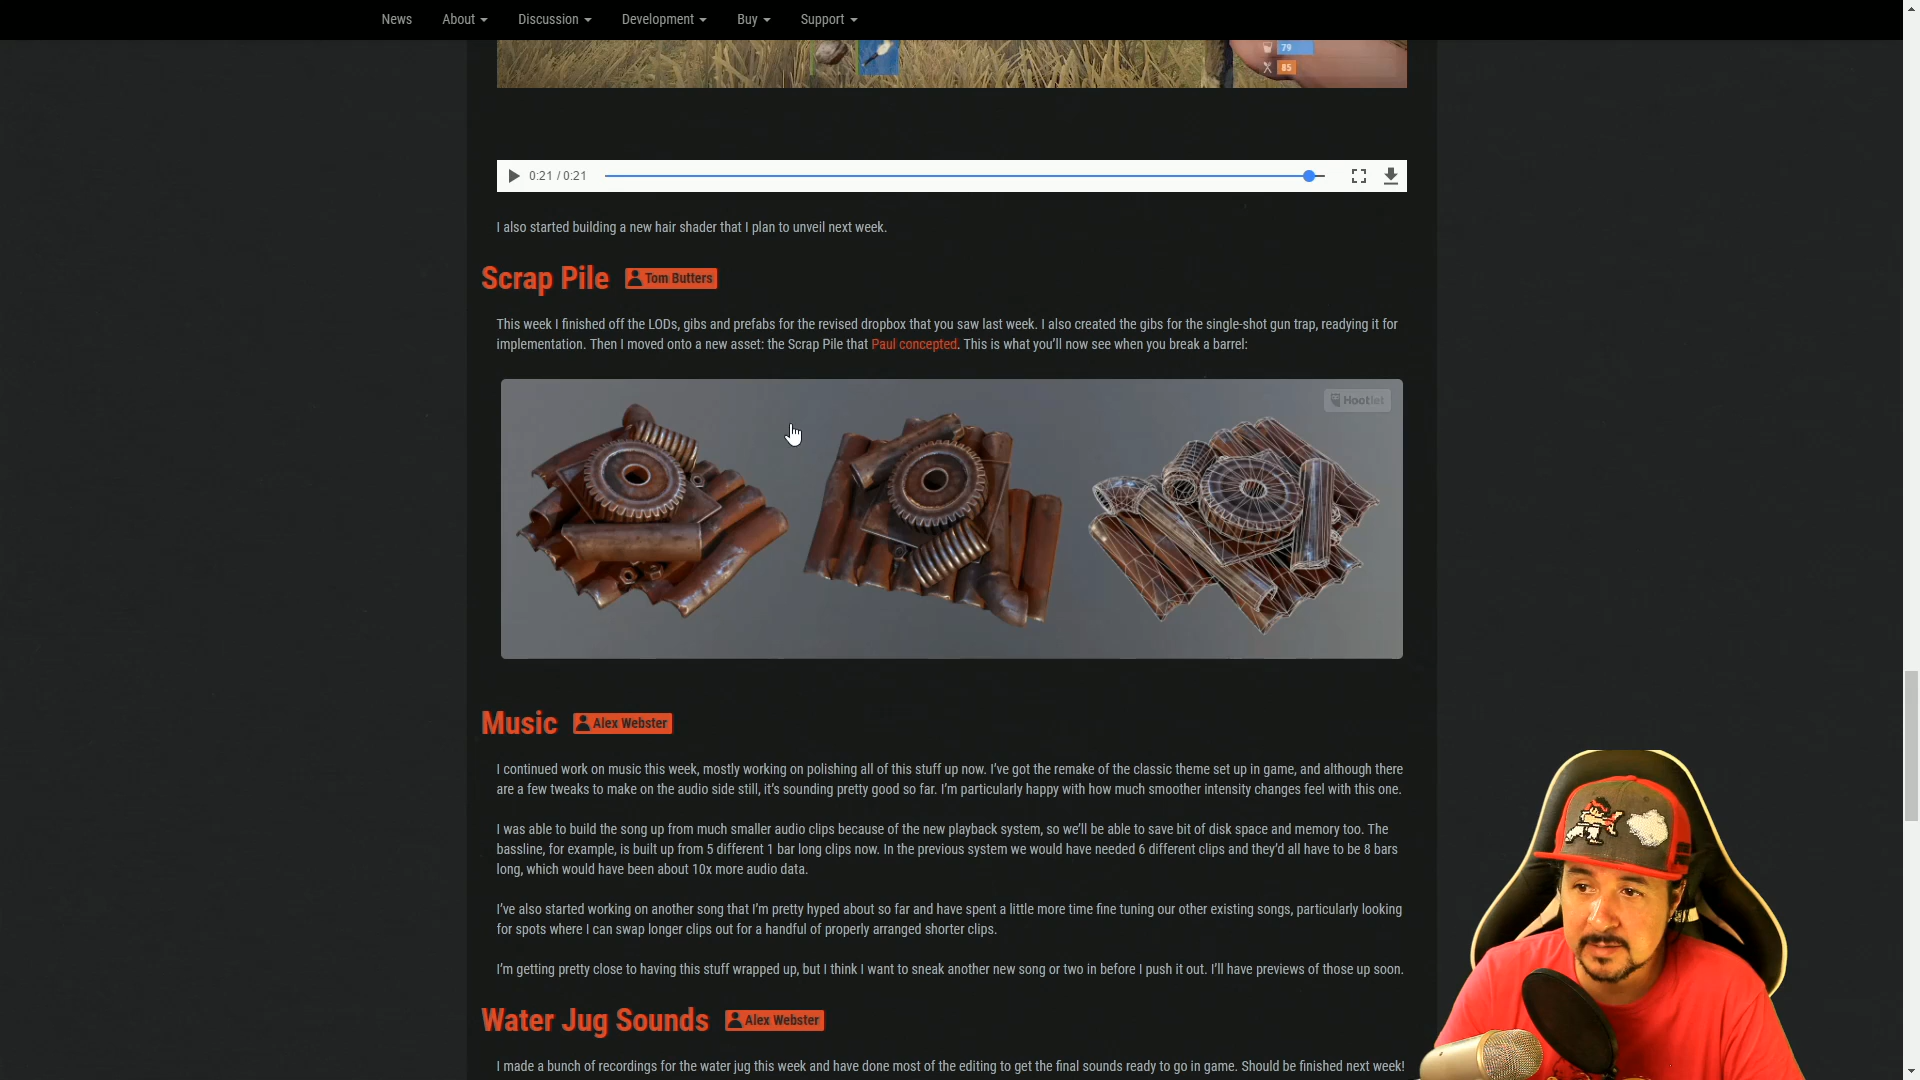 News About Discussion Development Buy Support
79
85
0:21 / 0:21
I also started building a new hair shader that I plan to unveil next week.
Scrap Pile Tom Butters
This week I finished off the LODs, gibs and prefabs for the revised dropbox that you saw last week. I also created the gibs for the single-shot gun trap, readying it for
implementation. Then I moved onto a new asset: the Scrap Pile that Paul concepted. This is what you'll now see when you break a barrel:
Hootlet
Music Alex Webster
I continued work on music this week, mostly working on polishing all of this stuff up now. I've got the remake of the classic theme set up in game, and although there
are a few tweaks to make on the audio side still, it's sounding pretty good so far. I'm particularly happy with how much smoother intensity changes feel with this one.
I was able to build the song up from much smaller audio clips because of the new playback system, so we'll be able to save bit of disk space and memory too. The
bassline, for example, is built up from 5 different 1 bar long clips now. In the previous system we would have needed 6 different clips and they'd all have to be 8 bars
long, which would have been about 10x more audio data.
I've also started working on another song that I'm pretty hyped about so far and have spent a little more time fine tuning our other existing songs, particularly looking
for spots where I can swap longer clips out for a handful of properly arranged shorter clips.
I'm getting pretty close to having this stuff wrapped up, but I think I want to sneak another new song or two in before I push it out. I'll have previews of those up soon.
Water Jug Sounds Alex Webster
I made a bunch of recordings for the water jug this week and have done most of the editing to get the final sounds ready to go in game. Should be finished next week!